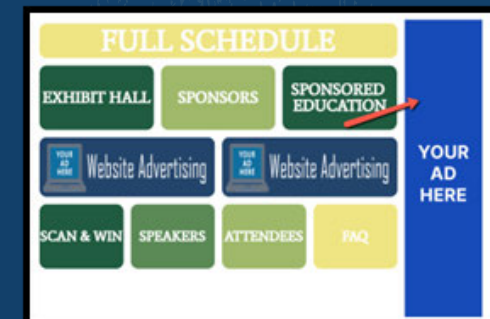 FULL SCHEDULE
EXHIBIT HALL
SPONSORS
SPONSORED
EDUCATION
YOUR
AD
HERE
Website Advertising
YOUR
AD
HERE
Website Advertising
YOUR
AD
HERE
SCAN & WIN
SPEAKERS
ATTENDEES
FAQ